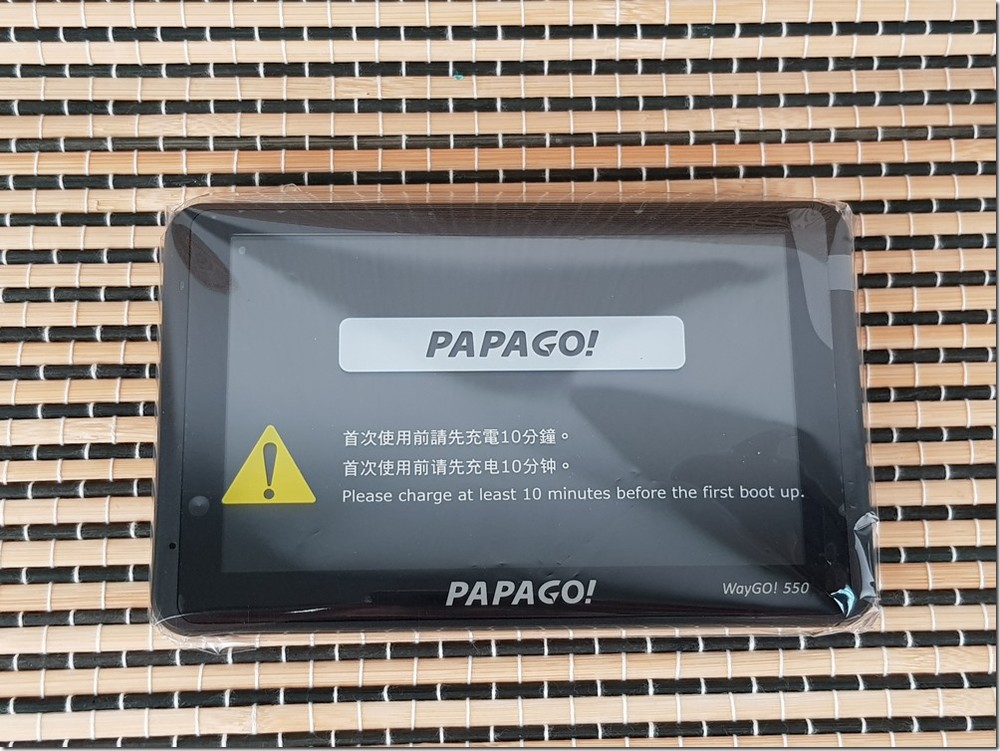 PAPAGO!
首次使用前請先充電10分鐘。
首次使用前请先充电10分钟。
Please charge at least 10 minutes before the first boot up.
PAPAGO!
WayGO! 550